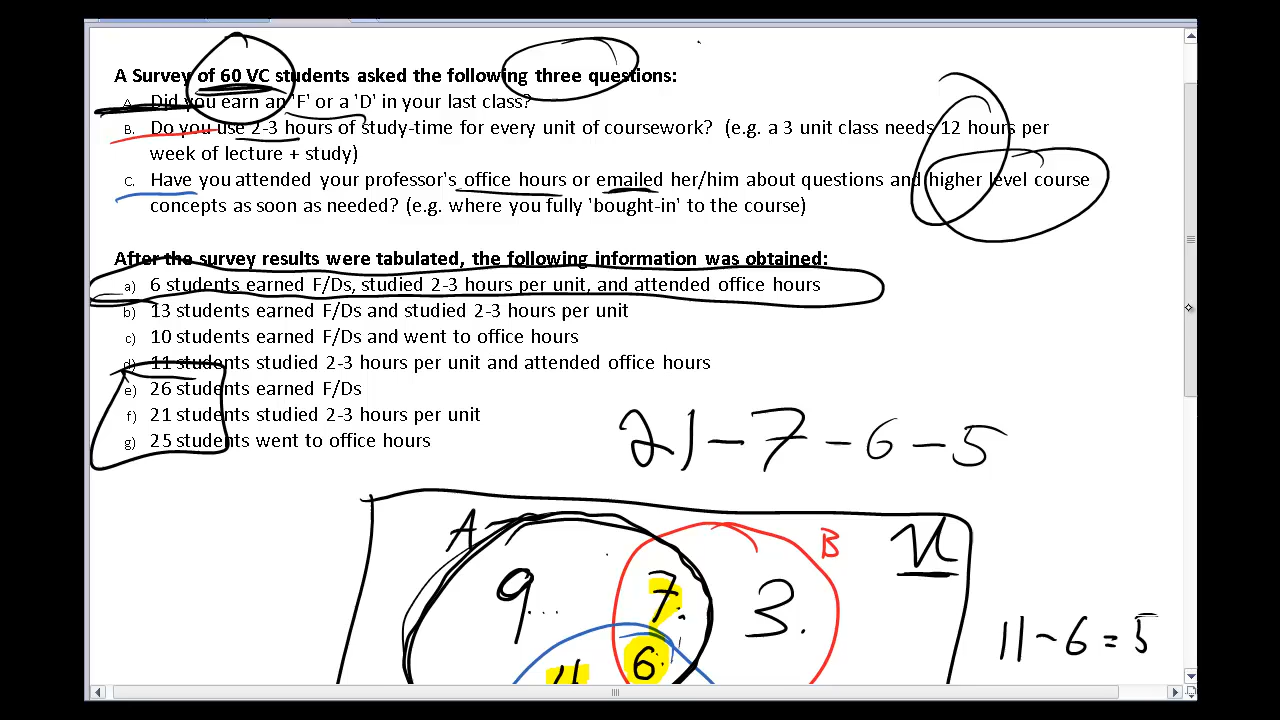 A Survey of 60 VC students asked the following three questions:
A. Did you earn an 'F' or a 'D' in your last class?
B. Do you use 2-3 hours of study-time for every unit of coursework? (e.g. a 3 unit class needs 12 hours per
week of lecture + study)
C. Have you attended your professor's office hours or emailed her/him about questions and higher level course
concepts as soon as needed? (e.g. where you fully 'bought-in' to the course)
After the survey results were tabulated, the following information was obtained:
a) 6 students earned F/Ds, studied 2-3 hours per unit, and attended office hours
b) 13 students earned F/Ds and studied 2-3 hours per unit
c) 10 students earned F/Ds and went to office hours
d) 11 students studied 2-3 hours per unit and attended office hours
e) 26 students earned F/Ds
f) 21 students studied 2-3 hours per unit
g) 25 students went to office hours
21-7-6-5
A B U
9 7 3
11-6=5
4 6